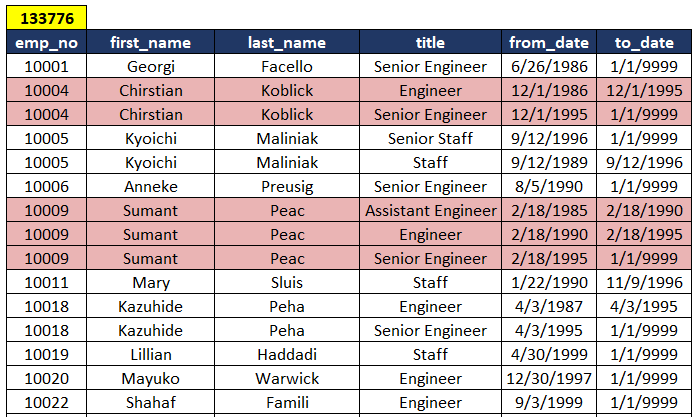 133776
emp_no first_name last_name title from_date to_date
10001 Georgi Facello Senior Engineer 6/26/1986 1/1/9999
10004 Chirstian Koblick Engineer 12/1/1986 12/1/1995
10004 Chirstian Koblick Senior Engineer 12/1/1995 1/1/9999
10005 Kyoichi Maliniak Senior Staff 9/12/1996 1/1/9999
10005 Kyoichi Maliniak Staff 9/12/1989 9/12/1996
10006 Anneke Preusig Senior Engineer 8/5/1990 1/1/9999
10009 Sumant Peac Assistant Engineer 2/18/1985 2/18/1990
10009 Sumant Peac Engineer 2/18/1990 2/18/1995
10009 Sumant Peac Senior Engineer 2/18/1995 1/1/9999
10011 Mary Sluis Staff 1/22/1990 11/9/1996
10018 Kazuhide Peha Engineer 4/3/1987 4/3/1995
10018 Kazuhide Peha Senior Engineer 4/3/1995 1/1/9999
10019 Lillian Haddadi Staff 4/30/1999 1/1/9999
10020 Mayuko Warwick Engineer 12/30/1997 1/1/9999
10022 Shahaf Famili Engineer 9/3/1999 1/1/9999